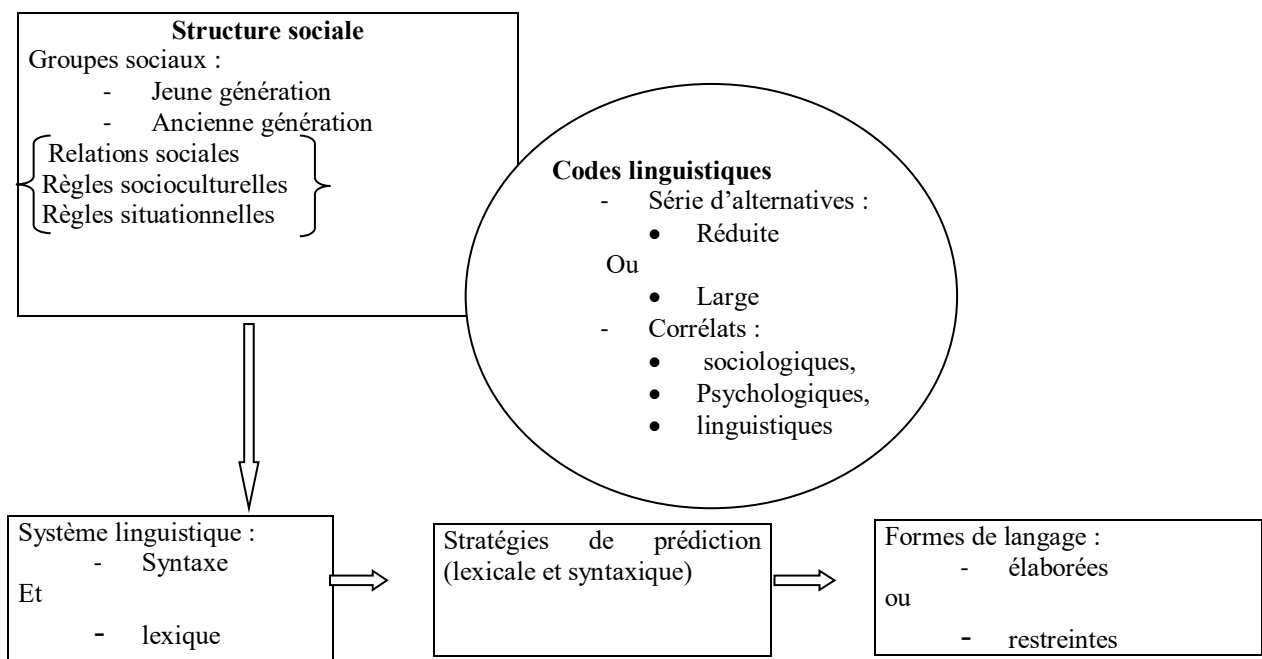 Structure sociale
Groupes sociaux :
- Jeune génération
- Ancienne génération
Relations sociales
Règles socioculturelles
Règles situationnelles
Codes linguistiques
- Série d’alternatives :
• Réduite
Ou
• Large
- Corrélats :
• sociologiques,
• Psychologiques,
• linguistiques
Système linguistique :
- Syntaxe
Et
- lexique
Stratégies de prédiction
(lexicale et syntaxique)
Formes de langage :
- élaborées
ou
- restreintes